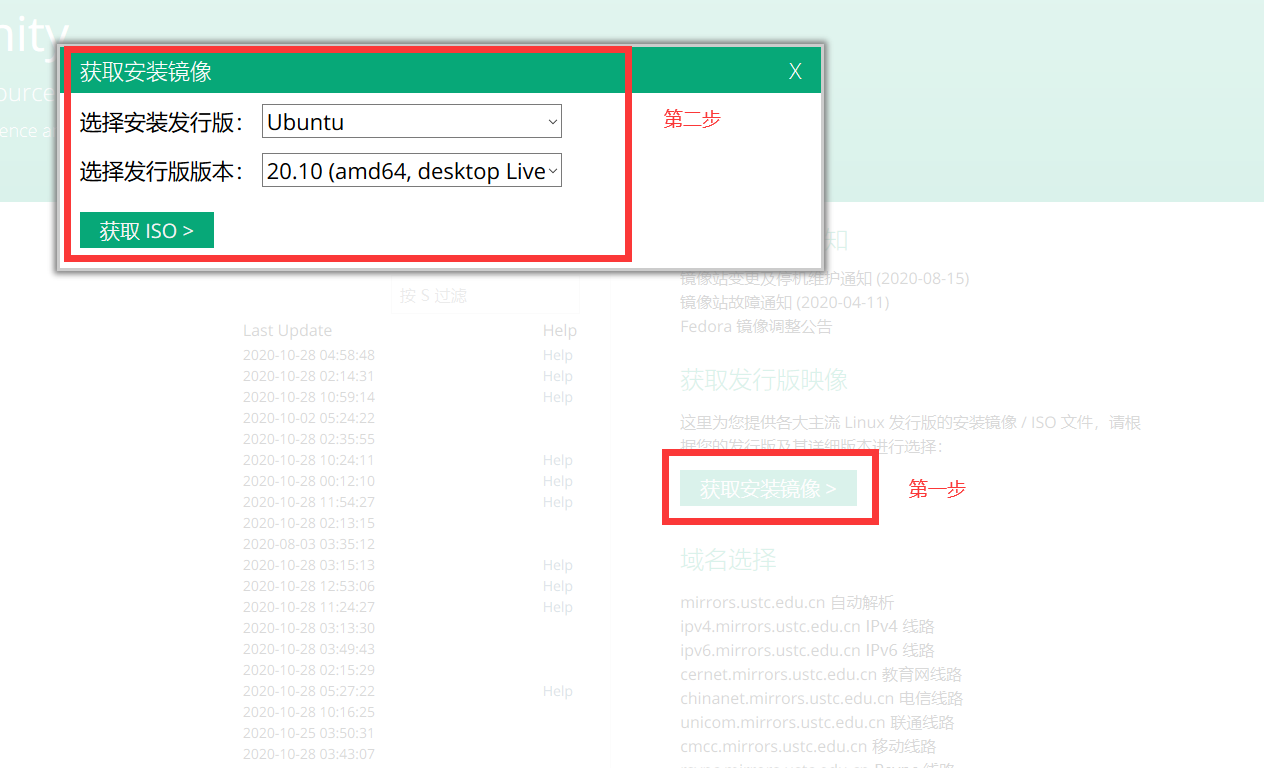 nity
ource
ence a
获取安装镜像 X
选择安装发行版： Ubuntu
第二步
选择发行版版本： 20.10 (amd64, desktop Live
获取 ISO >
知
镜像站变更及停机维护通知 (2020-08-15)
镜像站故障通知 (2020-04-11)
Fedora 镜像调整公告
按 S 过滤
Last Update Help
2020-10-28 04:58:48 Help
2020-10-28 02:14:31 Help
2020-10-28 10:59:14 Help
2020-10-02 05:24:22
2020-10-28 02:35:55
2020-10-28 10:24:11 Help
2020-10-28 00:12:10 Help
2020-10-28 11:54:27 Help
2020-10-28 02:13:15
2020-08-03 03:35:12
2020-10-28 03:15:13 Help
2020-10-28 12:53:06 Help
2020-10-28 11:24:27 Help
2020-10-28 03:13:30
2020-10-28 03:49:43
2020-10-28 02:15:29
2020-10-28 05:27:22 Help
2020-10-28 10:16:25
2020-10-25 03:50:31
2020-10-28 03:43:07
获取发行版映像
这里为您提供各大主流 Linux 发行版的安装镜像 / ISO 文件，请根
据您的发行版及其详细版本进行选择：
获取安装镜像 >
第一步
域名选择
mirrors.ustc.edu.cn 自动解析
ipv4.mirrors.ustc.edu.cn IPv4 线路
ipv6.mirrors.ustc.edu.cn IPv6 线路
cernet.mirrors.ustc.edu.cn 教育网线路
chinanet.mirrors.ustc.edu.cn 电信线路
unicom.mirrors.ustc.edu.cn 联通线路
cmcc.mirrors.ustc.edu.cn 移动线路